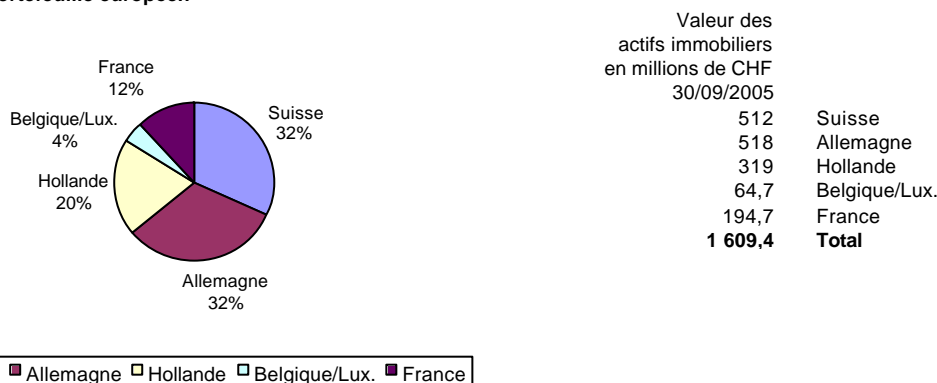 Valeur des
actifs immobiliers
en millions de CHF
30/09/2005
512 Suisse
518 Allemagne
319 Hollande
64,7 Belgique/Lux.
194,7 France
1 609,4 Total
France
12%
Belgique/Lux.
4%
Hollande
20%
Suisse
32%
Allemagne
32%
Allemagne Hollande Belgique/Lux. France